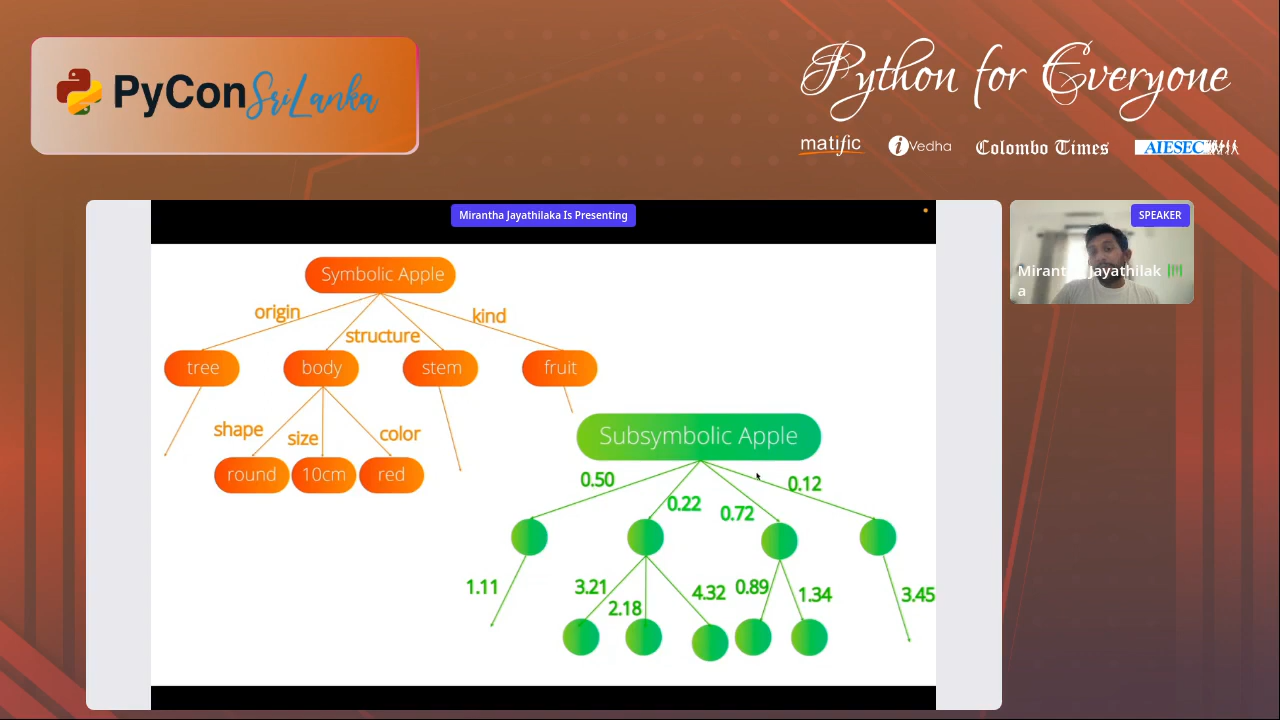 PyCon SriLanka
Python for Everyone
matific
iVedha
Colombo Times
AIESEC
Mirantha Jayathilaka Is Presenting
SPEAKER
Mirantha Jayathilak
a
Symbolic Apple
origin
structure
kind
tree
body
stem
fruit
shape
size
color
round
10cm
red
Subsymbolic Apple
0.50
0.22
0.72
0.12
1.11
3.21
2.18
4.32
0.89
1.34
3.45